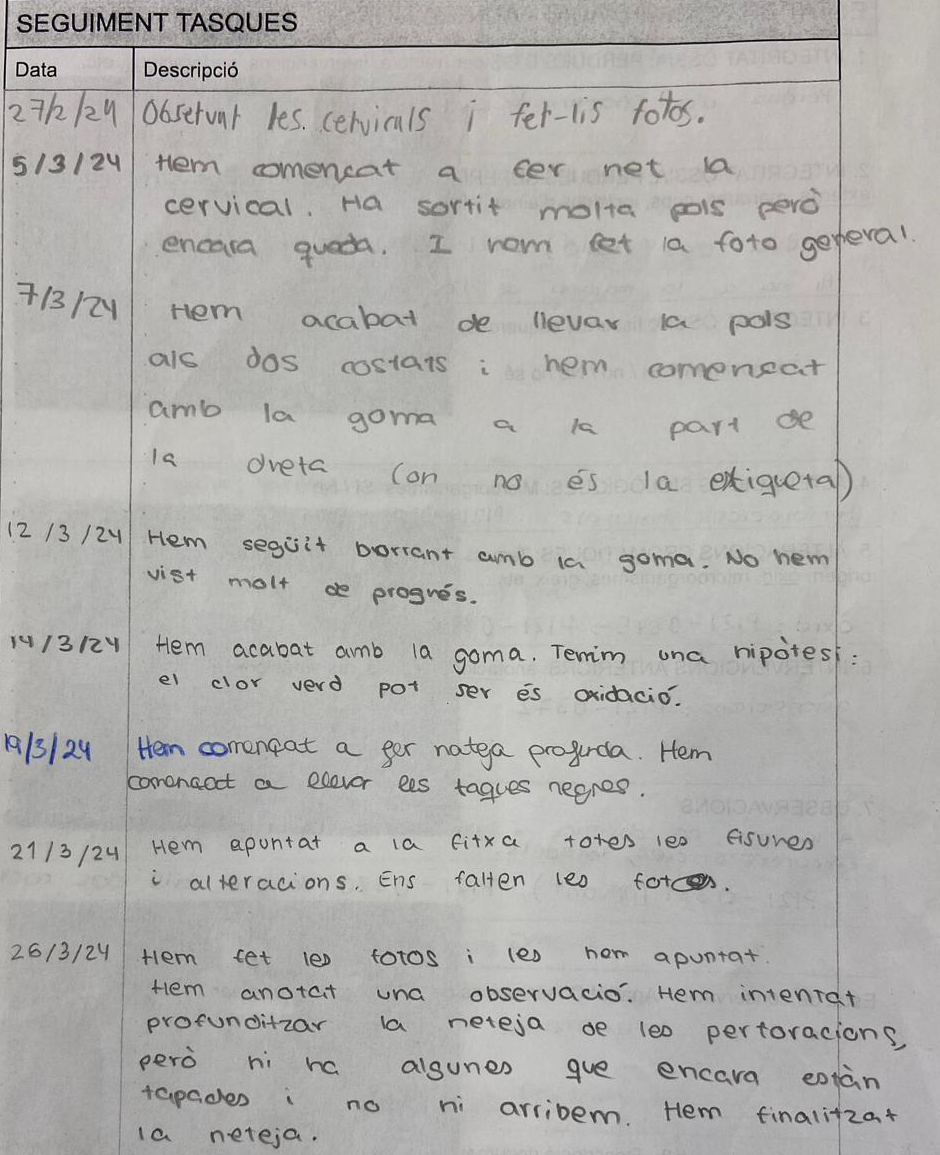 SEGUIMENT TASQUES
Data Descripció
27/2/24 Observar les. cervicals i fer-lis fotos.
5/3/24 Hem comencat a fer net la
cervical. Ha sortit molta pols però
encara queda. I hem fet la foto general.
7/3/24 Hem acabat de llevar la pols
als dos costats i hem comensat
amb la goma a la part de
la dreta (on no és la etiqueta)
12/3/24 Hem següit borrant amb la goma. No hem
vist molt de progrés.
14/3/24 Hem acabat amb la goma. Tenim una hipòtesi:
el clor verd pot ser és oxidació.
19/3/24 Hem començat a fer nateja profunda. Hem
començat a llevar les taques negres.
21/3/24 Hem apuntat a la fitxa totes les fisures
i alteracions. Ens falten les fotos.
26/3/24 Hem fet les fotos i les hem apuntat.
Hem anotat una observació. Hem intentat
profunditzar la neteja de les perforacions,
però hi ha algunes que encara estàn
tapades i no hi arribem. Hem finalitzat
la neteja.